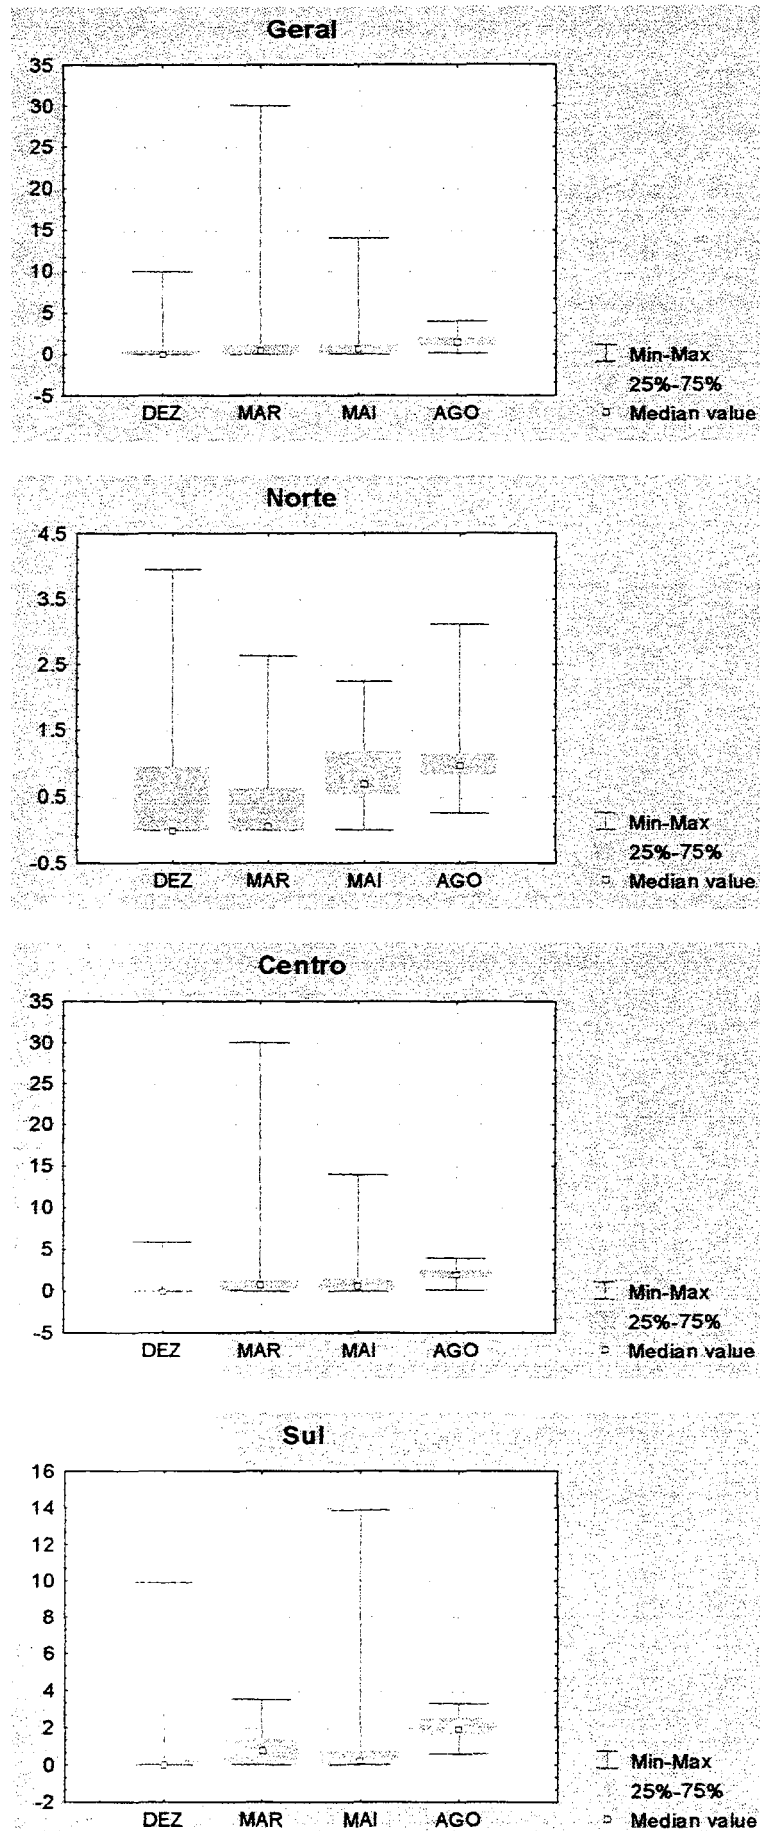 Geral
35
30
25
20
15
10
5
0
-5
DEZ MAR MAI AGO
Min-Max
25%-75%
Median value
Norte
4.5
3.5
2.5
1.5
0.5
-0.5
DEZ MAR MAI AGO
Min-Max
25%-75%
Median value
Centro
35
30
25
20
15
10
5
0
-5
DEZ MAR MAI AGO
Min-Max
25%-75%
Median value
Sul
16
14
12
10
8
6
4
2
0
-2
DEZ MAR MAI AGO
Min-Max
25%-75%
Median value